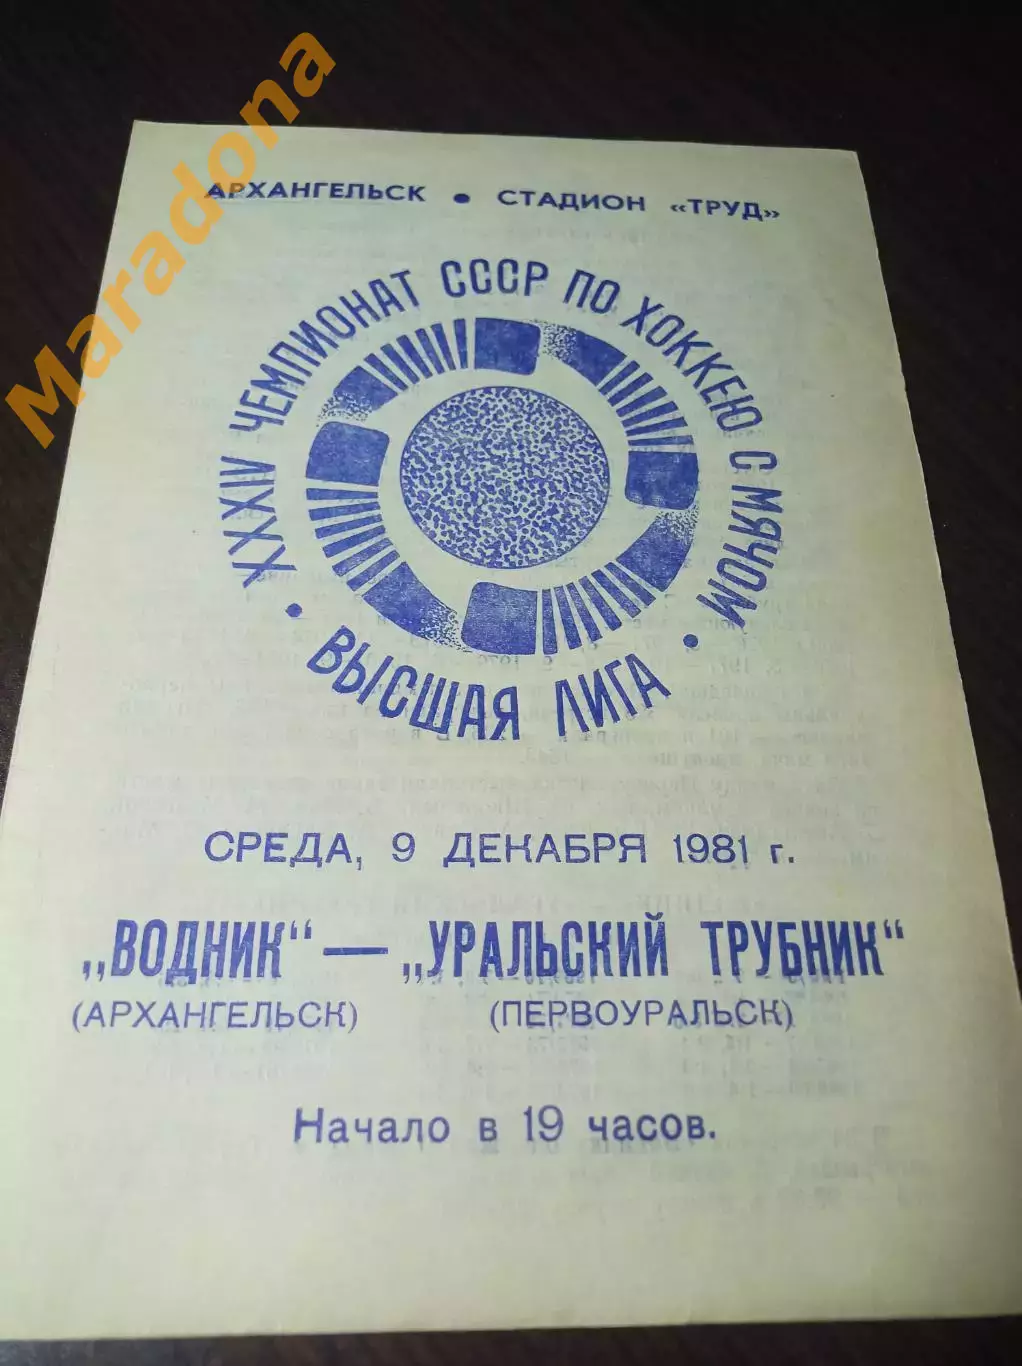 Maradona
АРХАНГЕЛЬСК • СТАДИОН «ТРУД»
XXXIV ЧЕМПИОНАТ СССР ПО ХОККЕЮ С МЯЧОМ
• ВЫСШАЯ ЛИГА •
СРЕДА, 9 ДЕКАБРЯ 1981 г.
„ВОДНИК“ — „УРАЛЬСКИЙ ТРУБНИК“
(АРХАНГЕЛЬСК) (ПЕРВОУРАЛЬСК)
Начало в 19 часов.